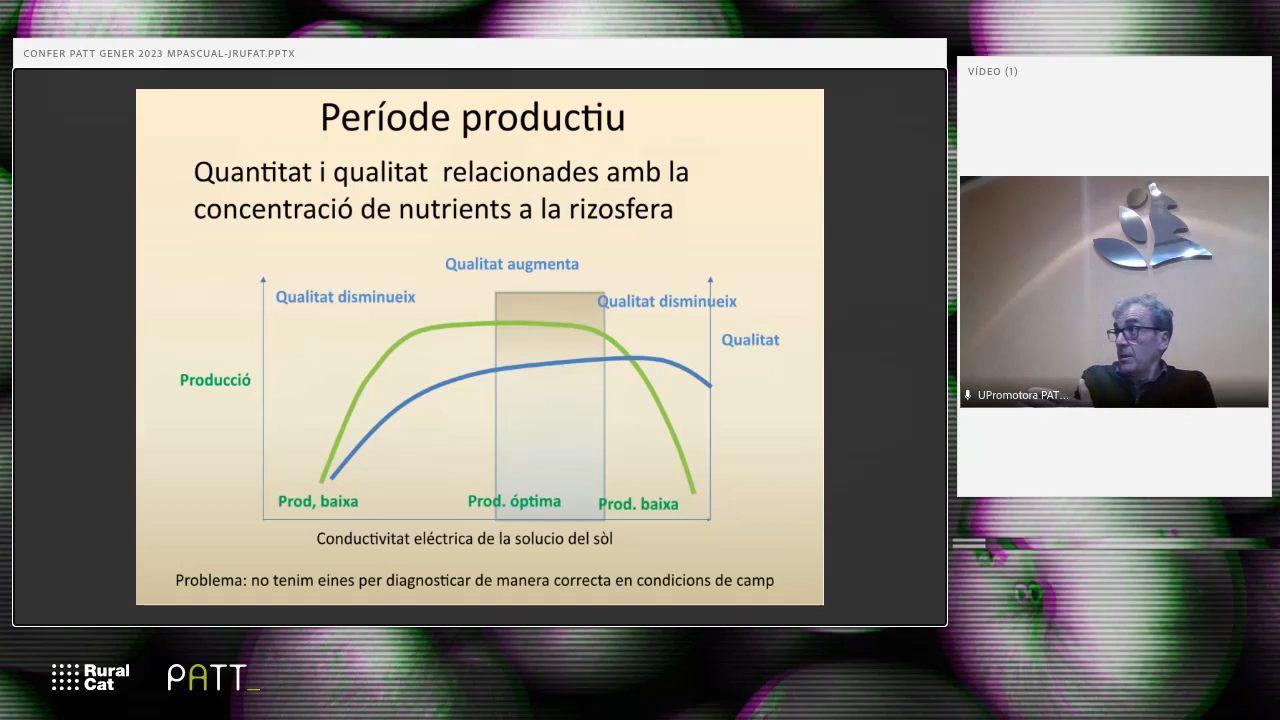 CONFER PATT GENER 2023 MPASCUAL-JRUFAT.PPTX
VÍDEO (1)
Període productiu
Quantitat i qualitat relacionades amb la
concentració de nutrients a la rizosfera
Qualitat augmenta
Qualitat disminueix
Qualitat disminueix
Qualitat
Producció
Prod, baixa
Prod. óptima
Prod. baixa
Conductivitat eléctrica de la solucio del sòl
Problema: no tenim eines per diagnosticar de manera correcta en condicions de camp
UPromotora PAT...
Rural
Cat
PATT_